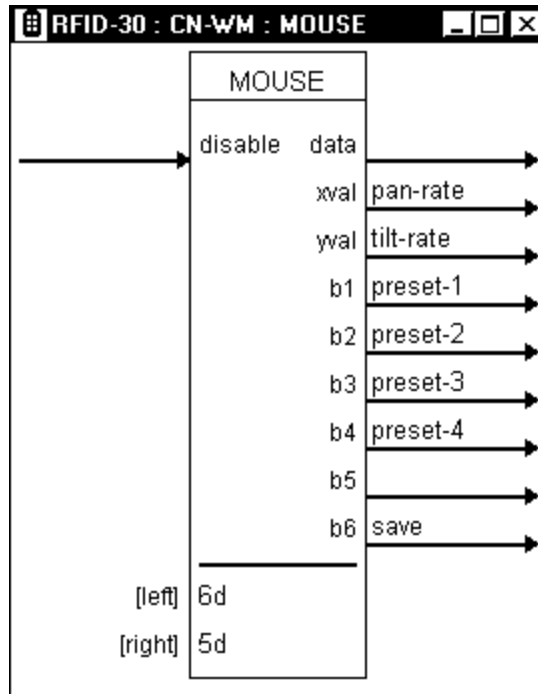 RFID-30 : CN-WM : MOUSE
MOUSE
disable data
xval pan-rate
yval tilt-rate
b1 preset-1
b2 preset-2
b3 preset-3
b4 preset-4
b5
b6 save
[left] 6d
[right] 5d